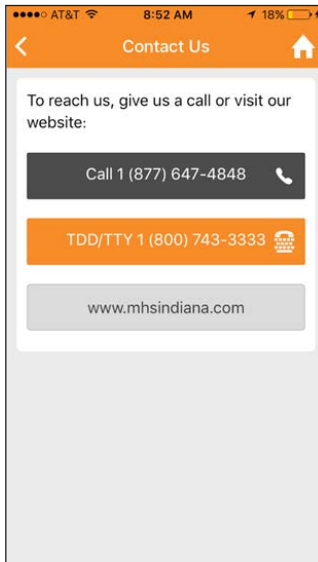 AT&T 8:52 AM 18%
Contact Us
To reach us, give us a call or visit our
website:
Call 1 (877) 647-4848
TDD/TTY 1 (800) 743-3333
www.mhsindiana.com